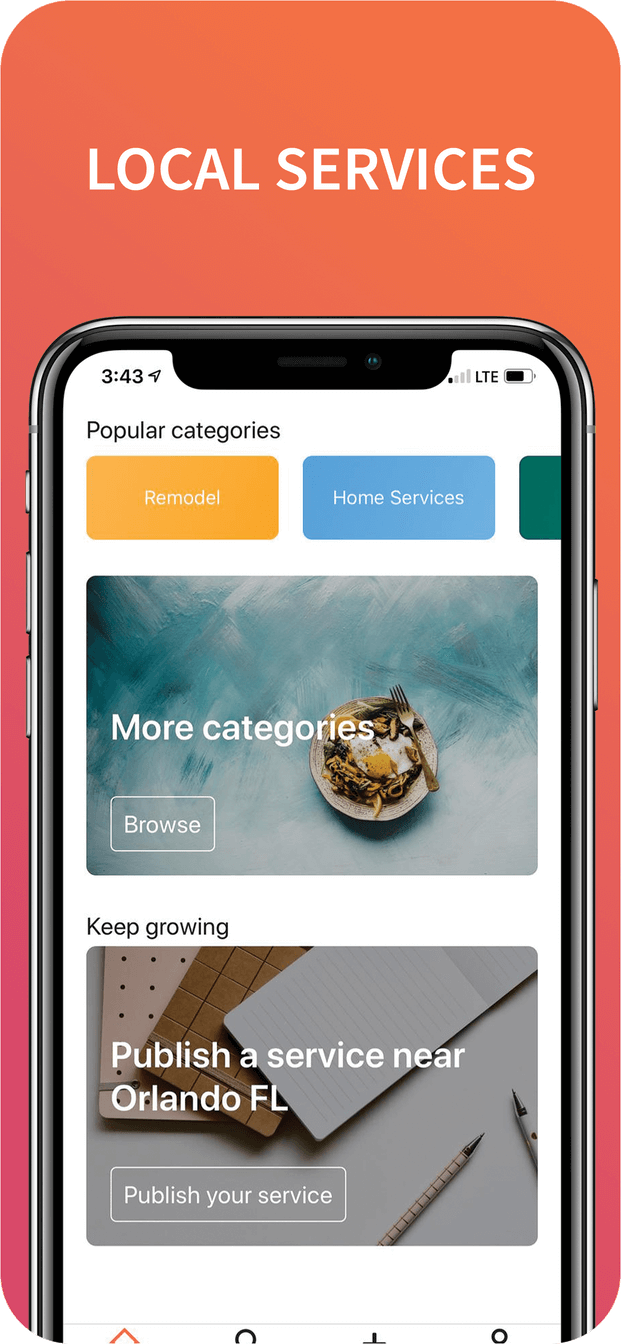 LOCAL SERVICES
3:43
LTE
Popular categories
Remodel
Home Services
More categories
Browse
Keep growing
Publish a service near
Orlando FL
Publish your service